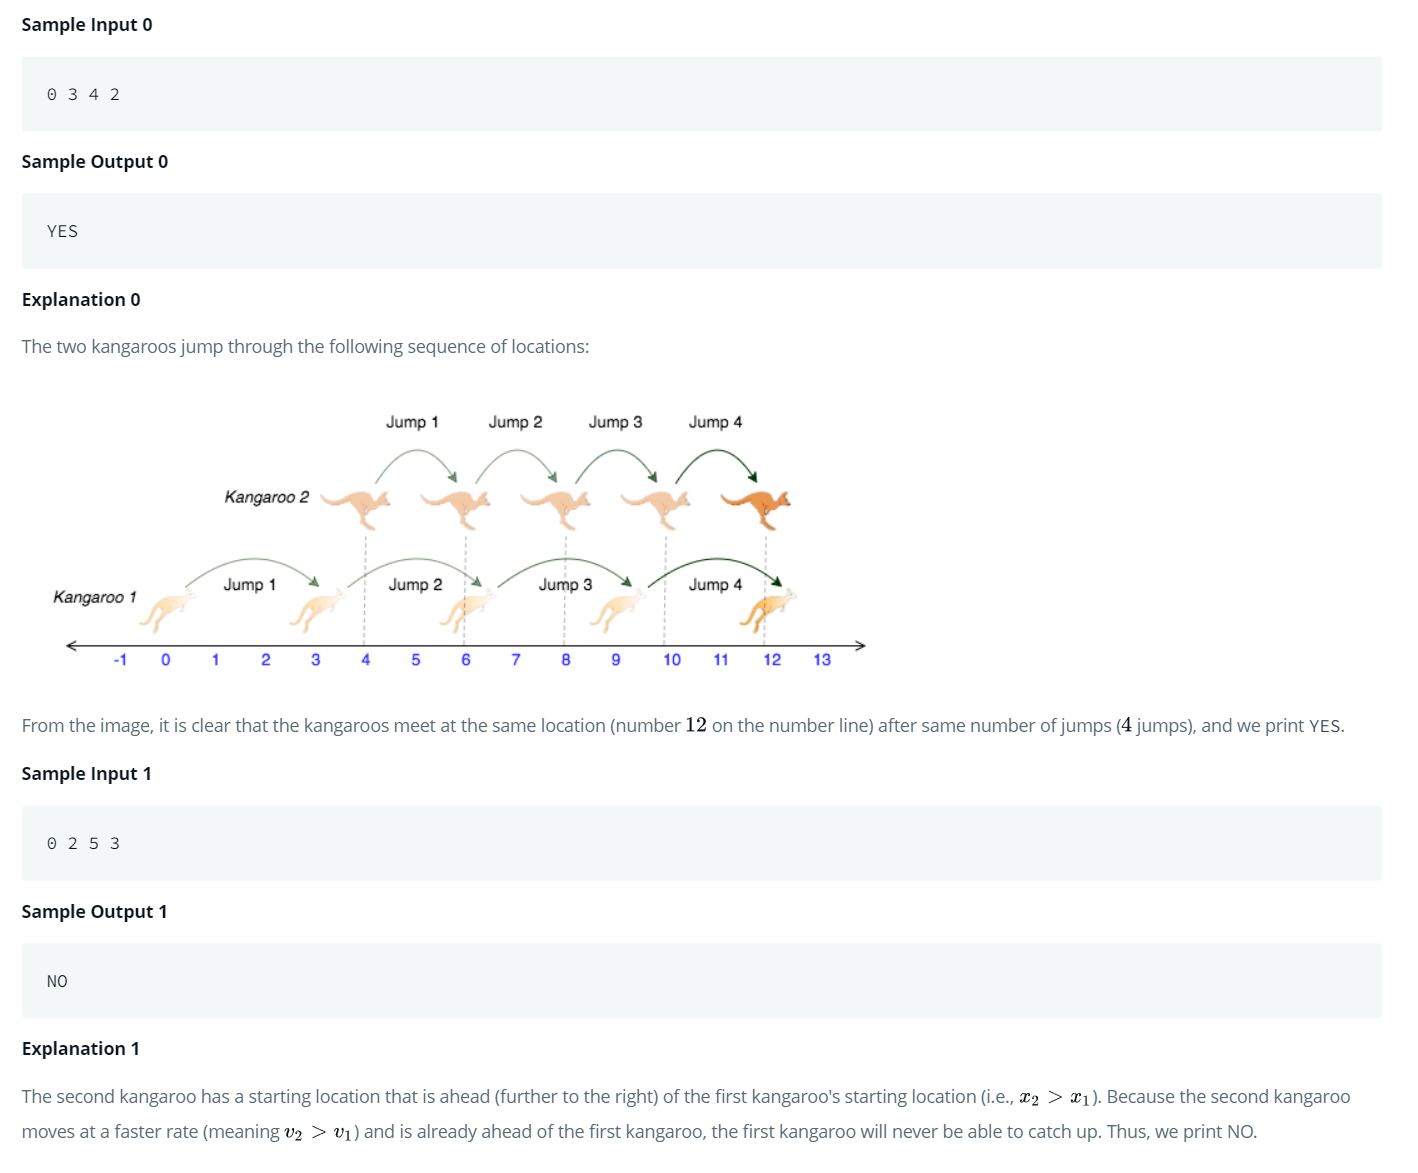 Sample Input 0
0 3 4 2
Sample Output 0
YES
Explanation 0
The two kangaroos jump through the following sequence of locations:
Jump 1 Jump 2 Jump 3 Jump 4
Kangaroo 2
Jump 1 Jump 2 Jump 3 Jump 4
Kangaroo 1
-1 0 1 2 3 4 5 6 7 8 9 10 11 12 13
From the image, it is clear that the kangaroos meet at the same location (number 12 on the number line) after same number of jumps (4 jumps), and we print YES.
Sample Input 1
0 2 5 3
Sample Output 1
NO
Explanation 1
The second kangaroo has a starting location that is ahead (further to the right) of the first kangaroo's starting location (i.e., x₂ > x₁). Because the second kangaroo
moves at a faster rate (meaning v₂ > v₁) and is already ahead of the first kangaroo, the first kangaroo will never be able to catch up. Thus, we print NO.